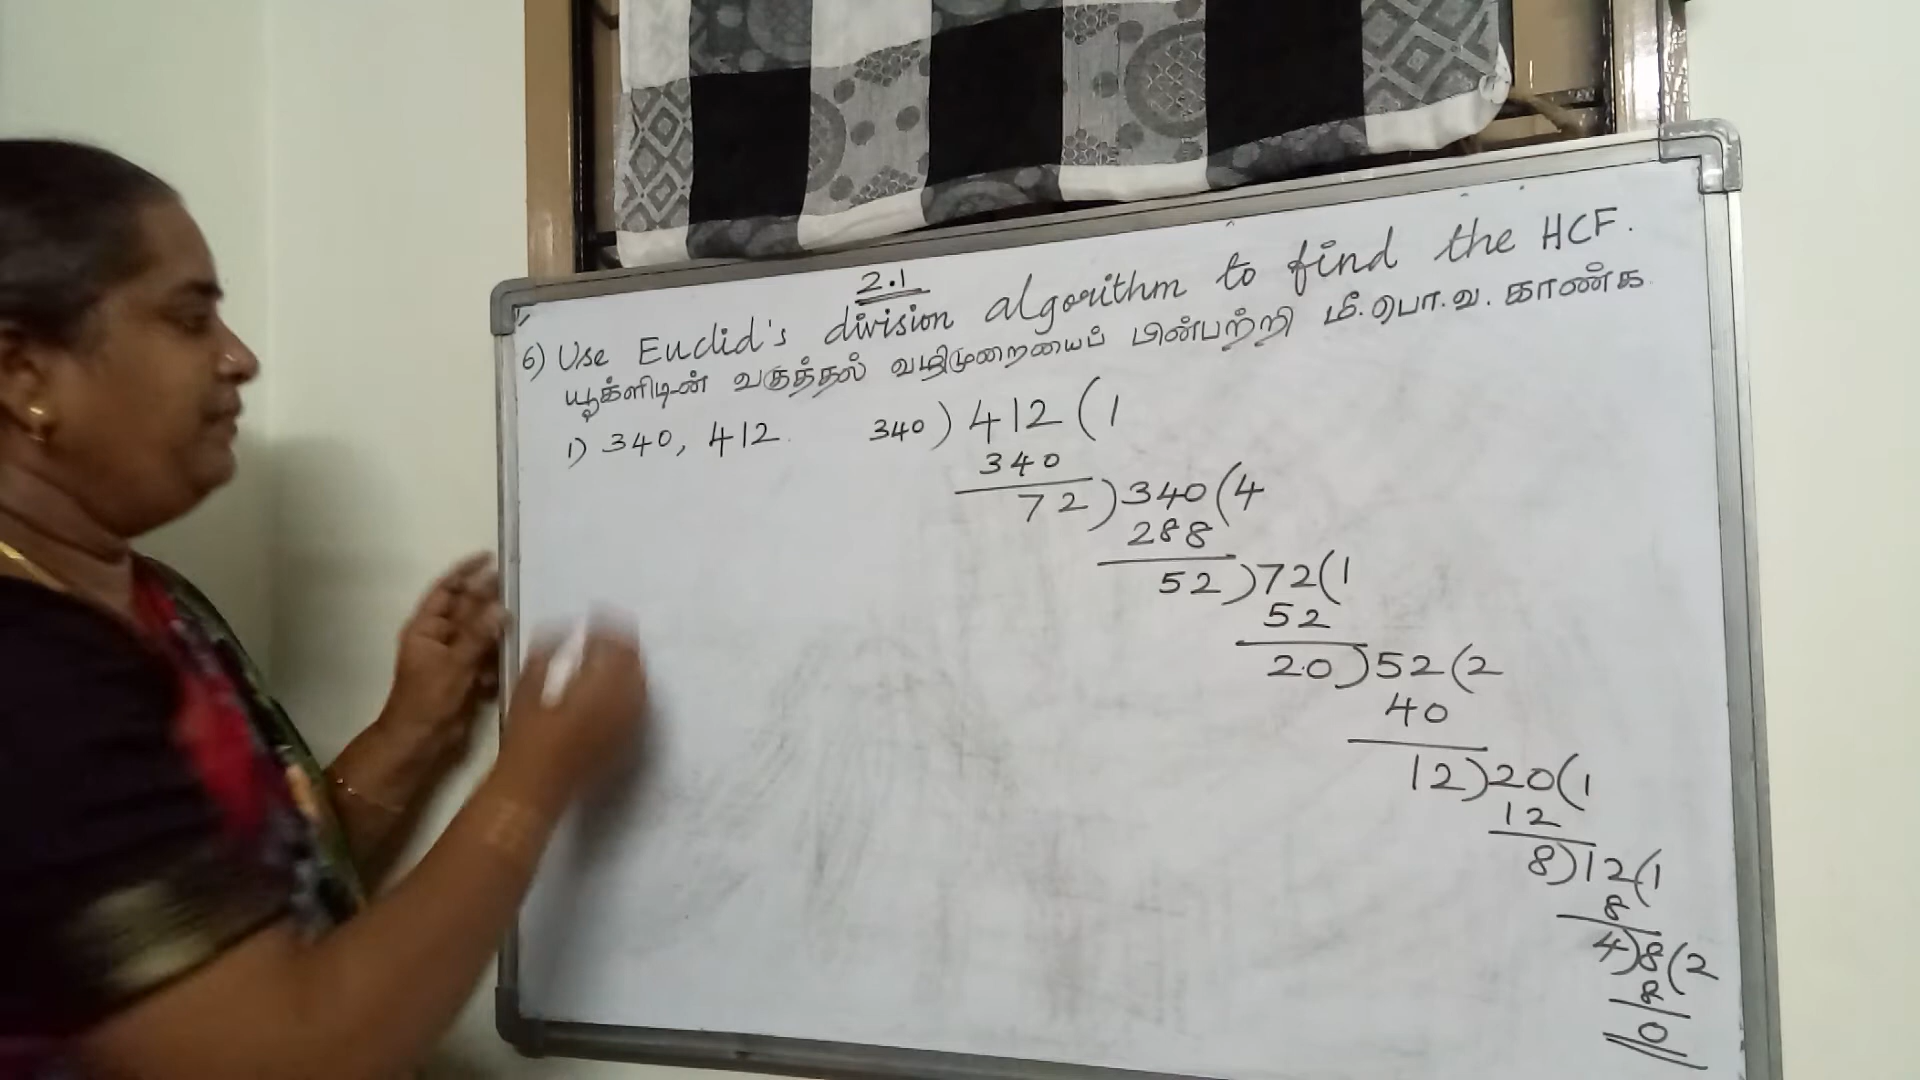 2.1
6) Use Euclid's division algorithm to find the HCF.
யூக்ளிடின் வகுத்தல் வழிமுறையைப் பின்பற்றி மீ.பொ.வ. காண்க
1) 340, 412. 340 ) 412 ( 1
340
72 ) 340 ( 4
288
52 ) 72 ( 1
52
20 ) 52 ( 2
40
12 ) 20 ( 1
12
8 ) 12 ( 1
8
4 ) 8 ( 2
8
0